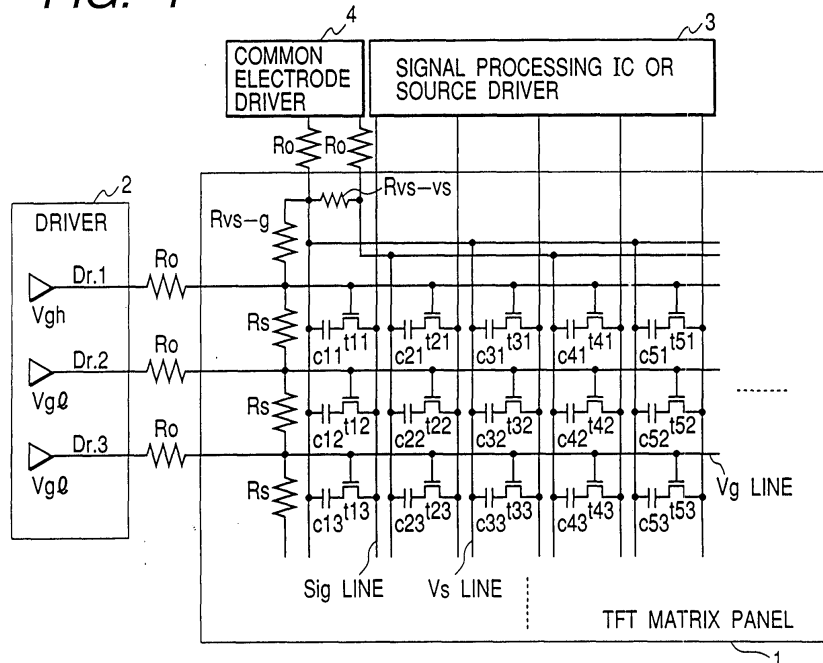 FIG. 1
4
3
COMMON
ELECTRODE
DRIVER
SIGNAL PROCESSING IC OR
SOURCE DRIVER
Ro Ro
2
Rvs-vs
DRIVER
Rvs-g
Ro
Dr.1
Vgh
Rs
c11 t11 c21 t21 c31 t31 c41 t41 c51 t51
Ro
Dr.2
Vgℓ
Rs
c12 t12 c22 t22 c32 t32 c42 t42 c52 t52
Ro
Dr.3
Vgℓ
Rs
Vg LINE
c13 t13 c23 t23 c33 t33 c43 t43 c53 t53
Sig LINE Vs LINE
TFT MATRIX PANEL
1